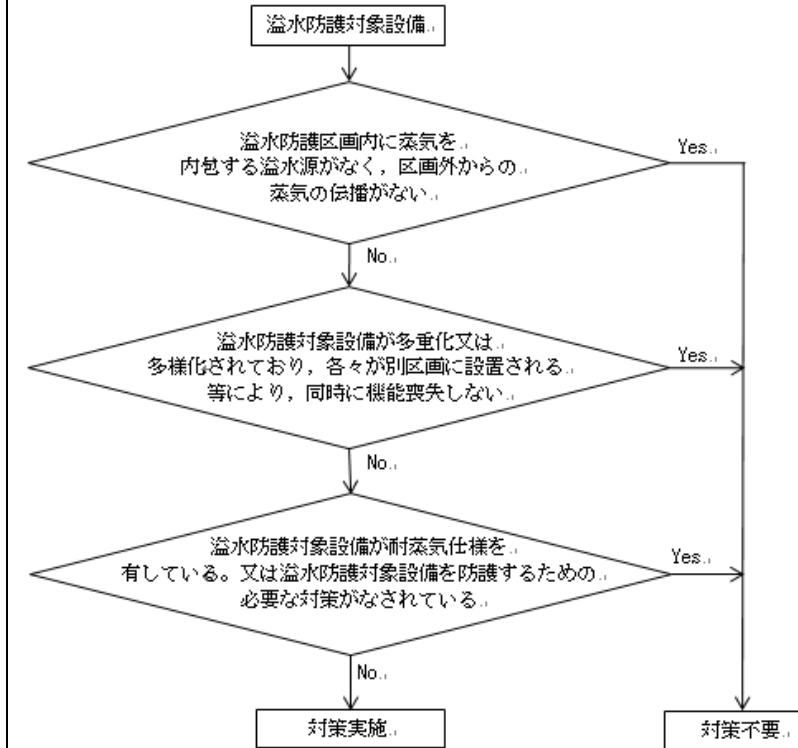 溢水防護対象設備
溢水防護区画内に蒸気を
内包する溢水源がなく，区画外からの
蒸気の伝播がない
Yes
No
溢水防護対象設備が多重化又は
多様化されており，各々が別区画に設置される
等により，同時に機能喪失しない
Yes
No
溢水防護対象設備が耐蒸気仕様を
有している。又は溢水防護対象設備を防護するための
必要な対策がなされている
Yes
No
対策実施
対策不要